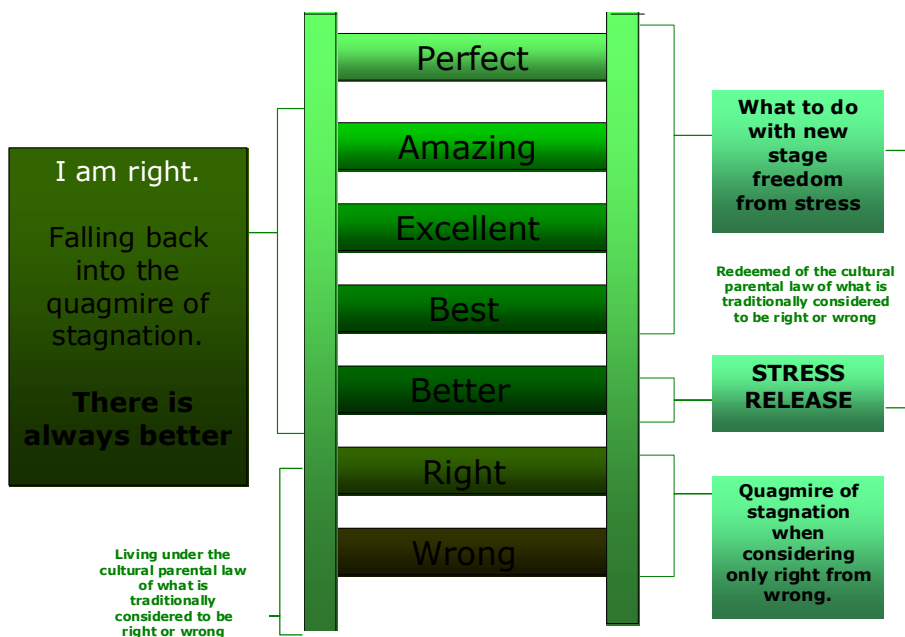 I am right.
Falling back
into the
quagmire of
stagnation.
There is
always better
Living under the
cultural parental law
of what is
traditionally
considered to be
right or wrong
Perfect
Amazing
Excellent
Best
Better
Right
Wrong
What to do
with new
stage
freedom
from stress
Redeemed of the cultural
parental law of what is
traditionally considered
to be right or wrong
STRESS
RELEASE
Quagmire of
stagnation
when
considering
only right from
wrong.